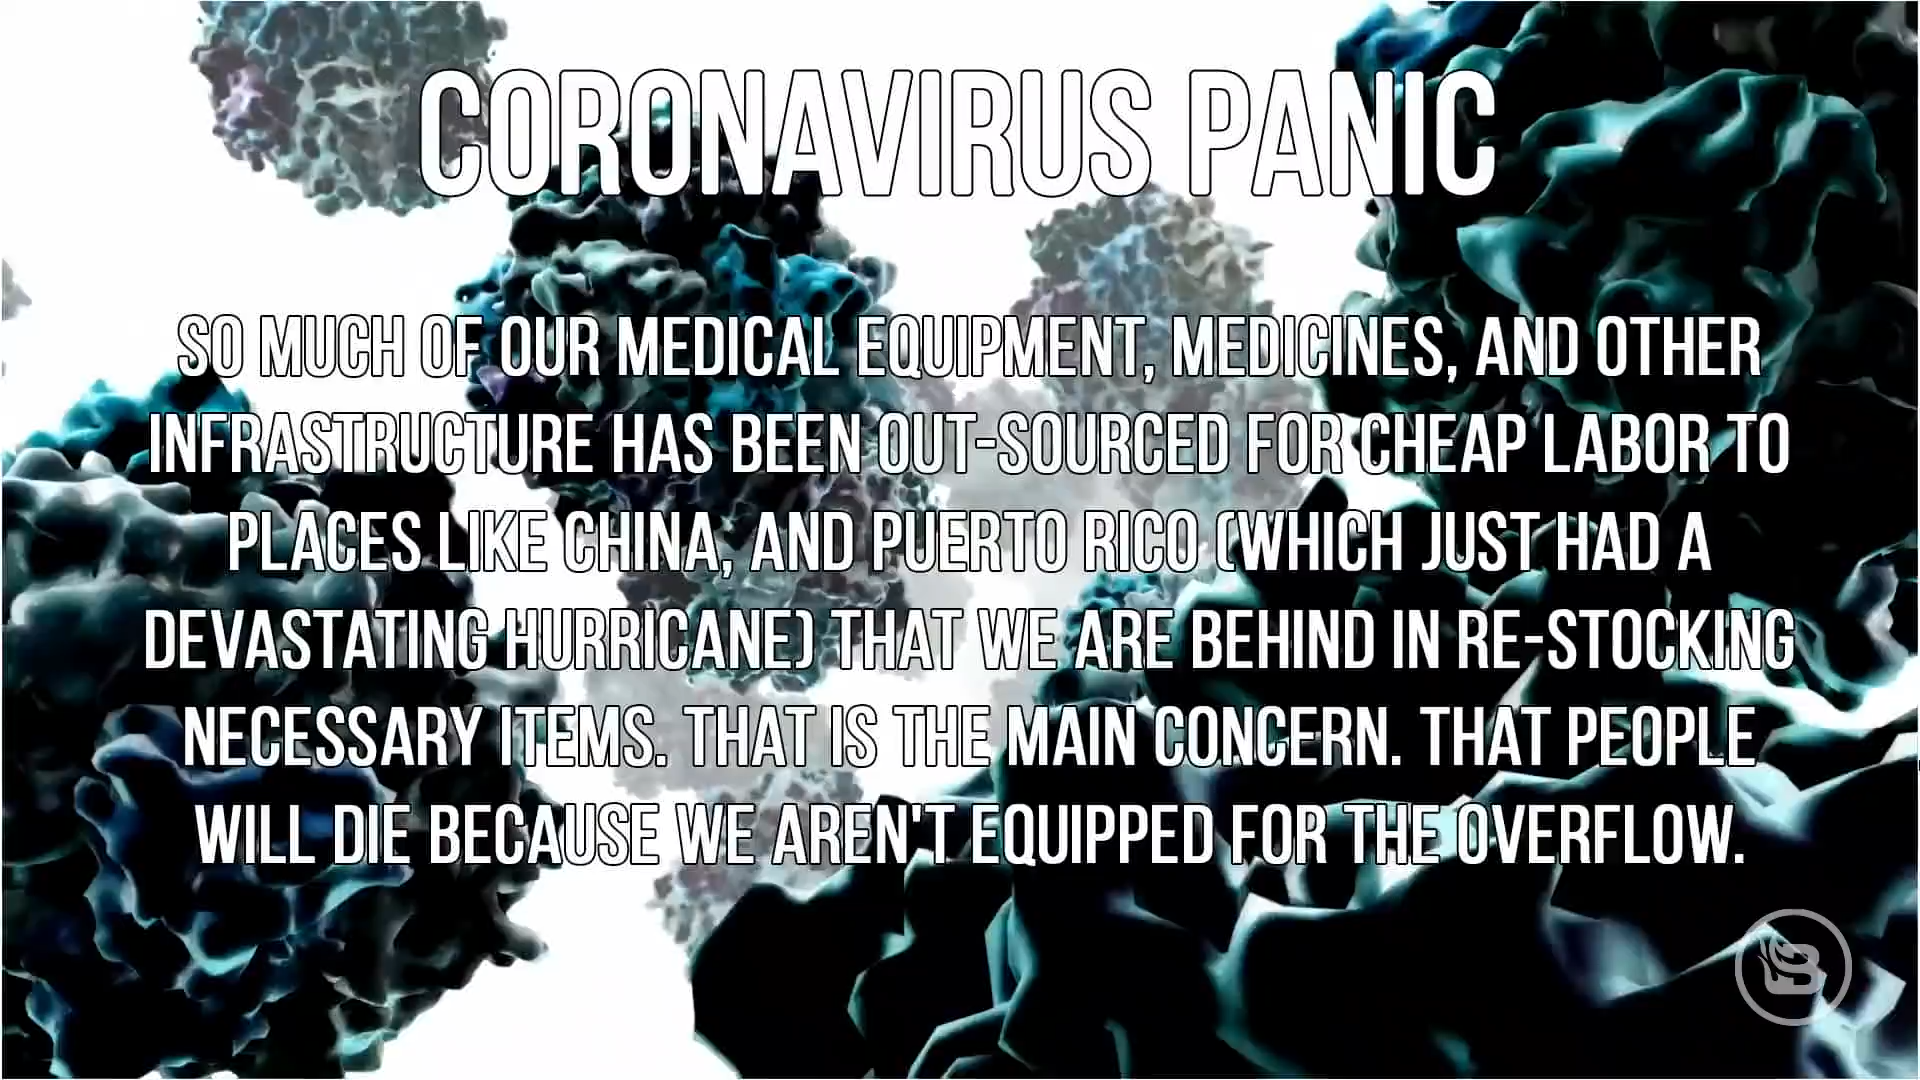 CORONAVIRUS PANIC
SO MUCH OF OUR MEDICAL EQUIPMENT, MEDICINES, AND OTHER
INFRASTRUCTURE HAS BEEN OUT-SOURCED FOR CHEAP LABOR TO
PLACES LIKE CHINA, AND PUERTO RICO (WHICH JUST HAD A
DEVASTATING HURRICANE) THAT WE ARE BEHIND IN RE-STOCKING
NECESSARY ITEMS. THAT IS THE MAIN CONCERN. THAT PEOPLE
WILL DIE BECAUSE WE AREN'T EQUIPPED FOR THE OVERFLOW.
B